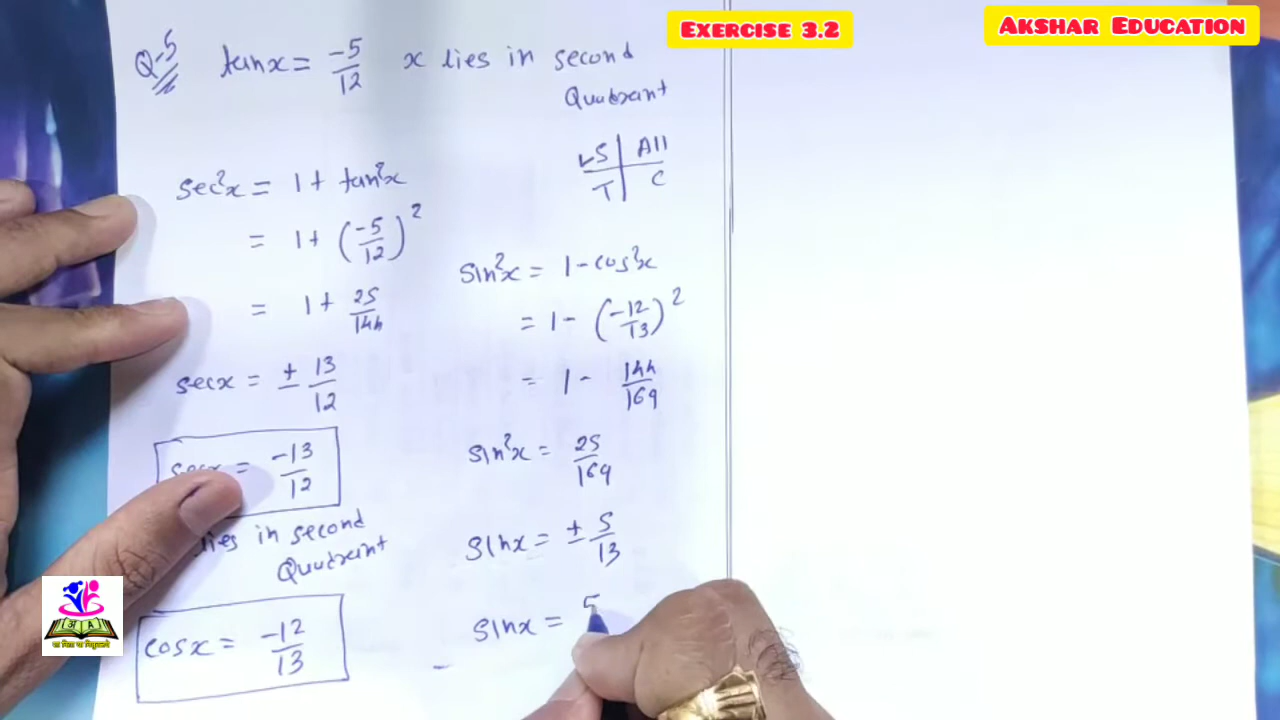 Exercise 3.2
Akshar Education
Q-5 tanx = -5/12 x lies in second
Quadrant
S | All
T | C
sec²x = 1 + tan²x
= 1 + (-5/12)²
= 1 + 25/144
secx = ± 13/12
secx = -13/12
lies in second
Quadrant
cosx = -12/13
sin²x = 1 - cos²x
= 1 - (-12/13)²
= 1 - 144/169
sin²x = 25/169
sinx = ± 5/13
sinx = 5
अ A